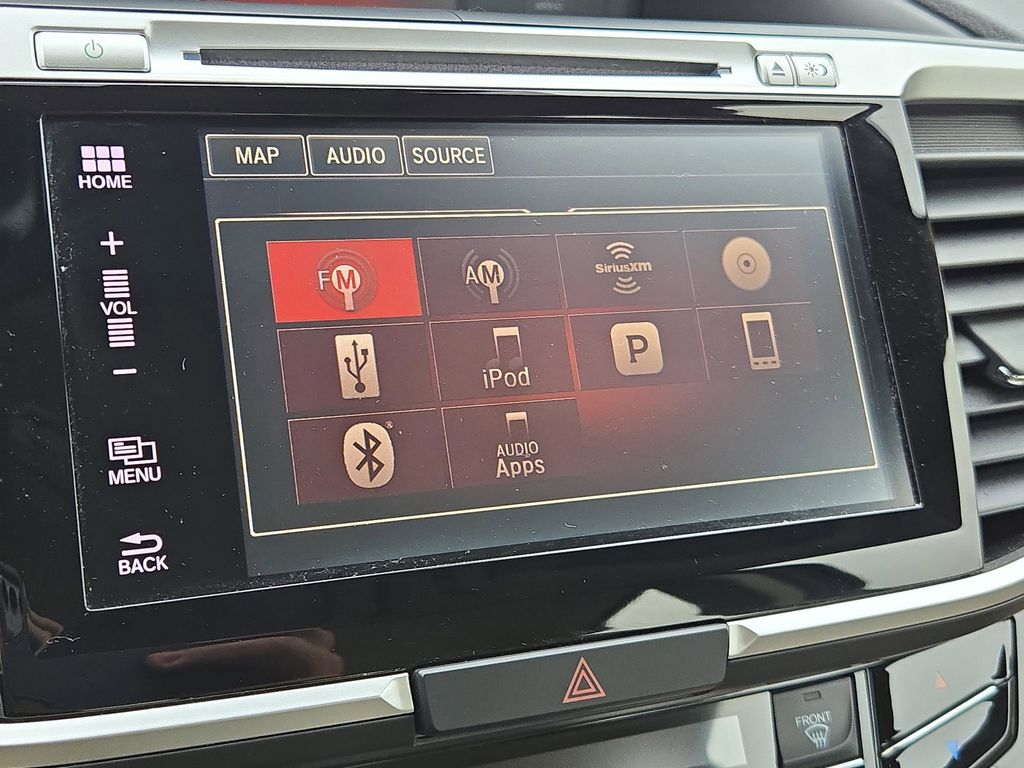 HOME
+
VOL
-
MENU
BACK
MAP AUDIO SOURCE
FM
AM
SiriusXM
iPod
P
®
AUDIO
Apps
FRONT